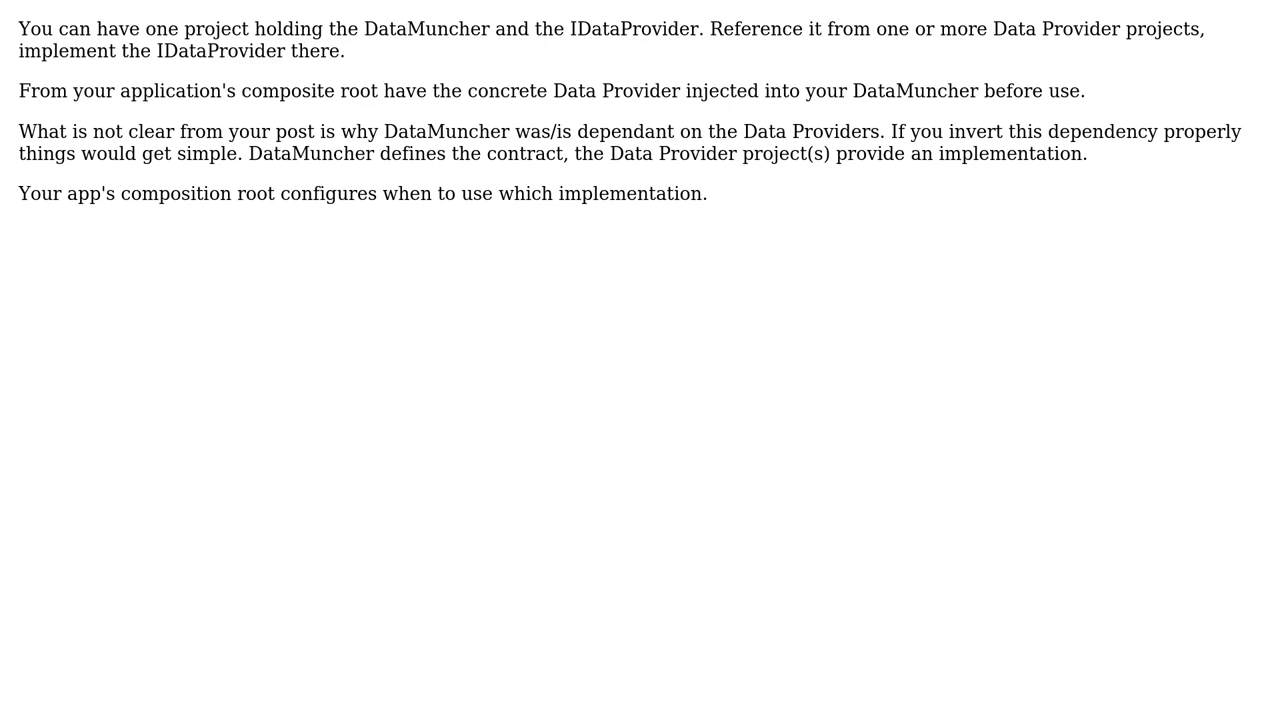 You can have one project holding the DataMuncher and the IDataProvider. Reference it from one or more Data Provider projects,
implement the IDataProvider there.
From your application's composite root have the concrete Data Provider injected into your DataMuncher before use.
What is not clear from your post is why DataMuncher was/is dependant on the Data Providers. If you invert this dependency properly
things would get simple. DataMuncher defines the contract, the Data Provider project(s) provide an implementation.
Your app's composition root configures when to use which implementation.